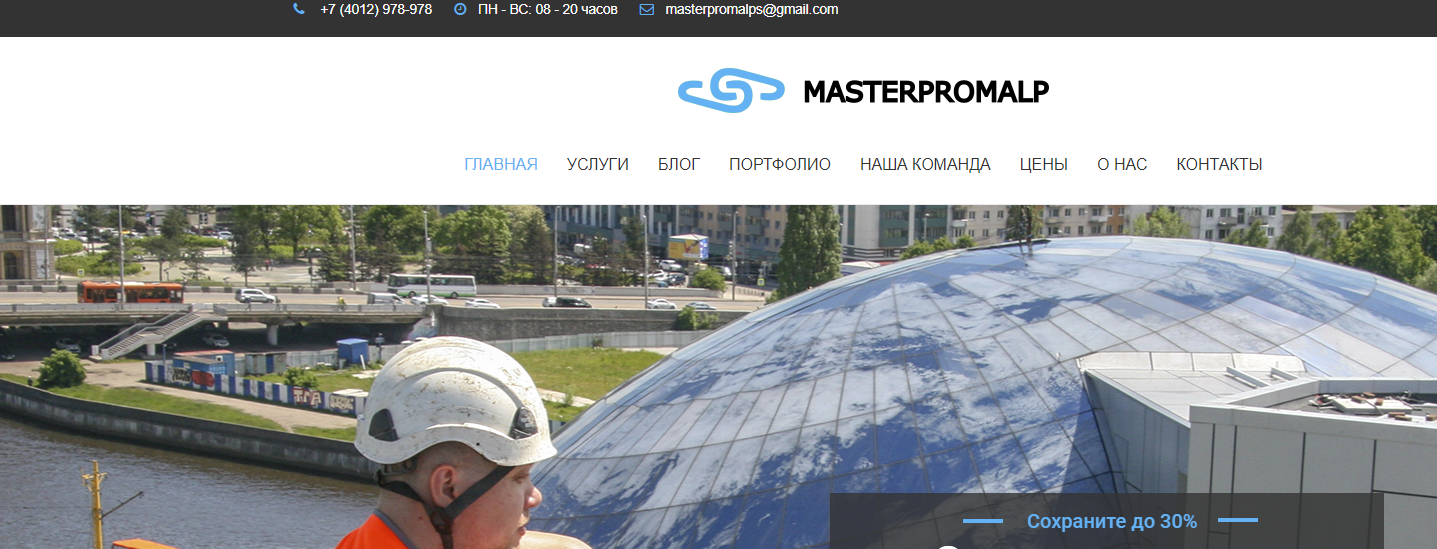 +7 (4012) 978-978 ПН - ВС: 08 - 20 часов masterpromalps@gmail.com
MASTERPROMALP
ГЛАВНАЯ УСЛУГИ БЛОГ ПОРТФОЛИО НАША КОМАНДА ЦЕНЫ О НАС КОНТАКТЫ
Сохраните до 30%